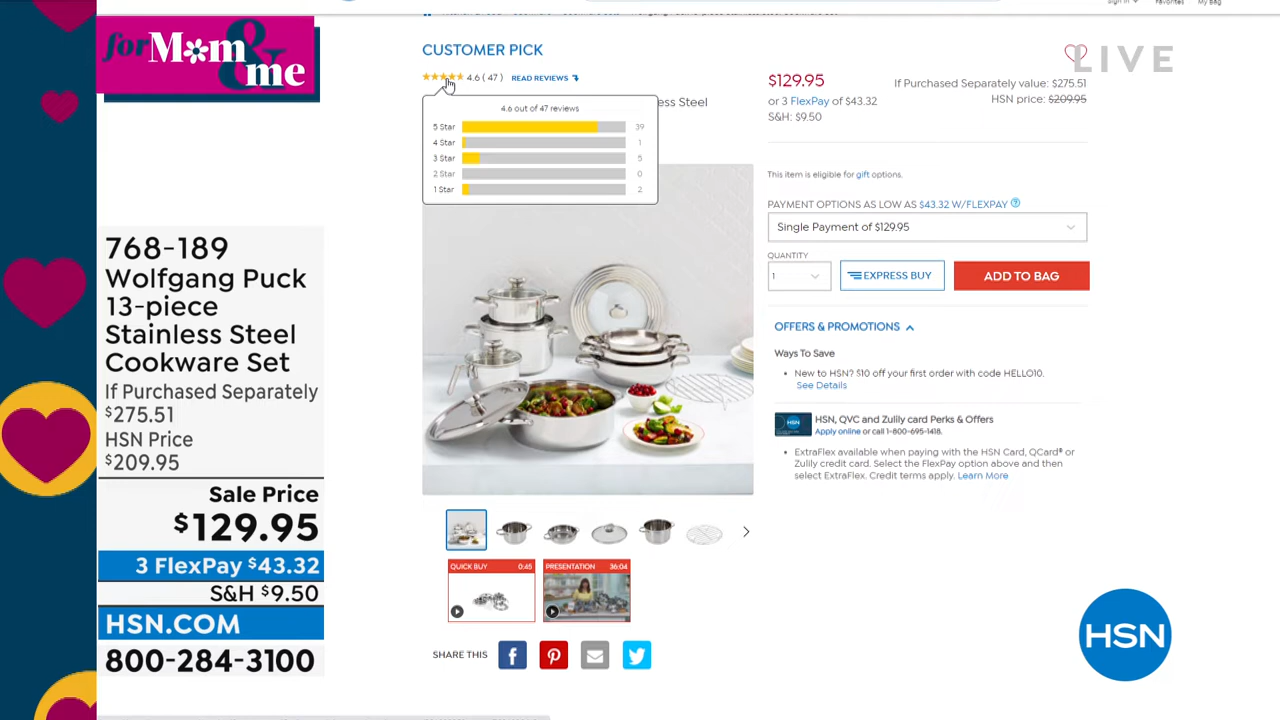 for Mom
& me
768-189
Wolfgang Puck
13-piece
Stainless Steel
Cookware Set
If Purchased Separately
$275.51
HSN Price
$209.95
Sale Price
$129.95
3 FlexPay $43.32
S&H $9.50
HSN.COM
800-284-3100
Sign In
Favorites
My Bag
CUSTOMER PICK
4.6 ( 47 ) READ REVIEWS
ess Steel
4.6 out of 47 reviews
5 Star 39
4 Star 1
3 Star 5
2 Star 0
1 Star 2
QUICK BUY 0:45
PRESENTATION 36:04
SHARE THIS
LIVE
$129.95
or 3 FlexPay of $43.32
S&H: $9.50
If Purchased Separately value: $275.51
HSN price: $209.95
This item is eligible for gift options.
PAYMENT OPTIONS AS LOW AS $43.32 W/FLEXPAY
Single Payment of $129.95
QUANTITY
1
EXPRESS BUY
ADD TO BAG
OFFERS & PROMOTIONS
Ways To Save
New to HSN? $10 off your first order with code HELLO10.
See Details
HSN
HSN, QVC and Zulily card Perks & Offers
Apply online or call 1-800-695-1418.
ExtraFlex available when paying with the HSN Card, QCard® or
Zulily credit card. Select the FlexPay option above and then
select ExtraFlex. Credit terms apply. Learn More
HSN